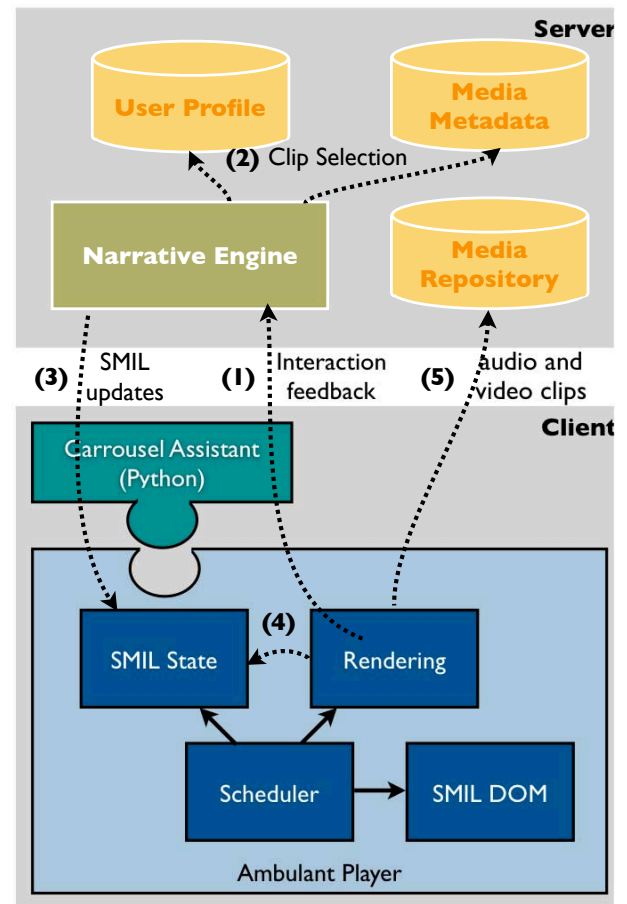 Server
User Profile
Media
Metadata
(2) Clip Selection
Narrative Engine
Media
Repository
(3) SMIL
updates
(1) Interaction
feedback
(5) audio and
video clips
Client
Carrousel Assistant
(Python)
(4)
SMIL State
Rendering
Scheduler
SMIL DOM
Ambulant Player